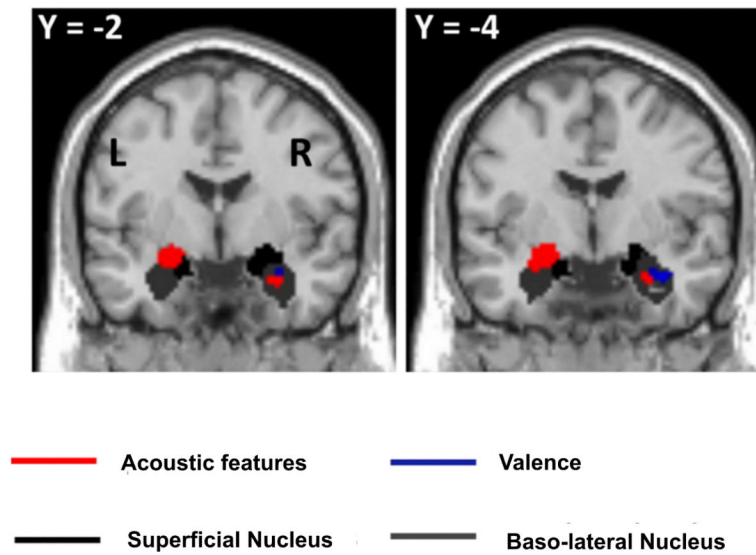 Y = -2
Y = -4
L
R
Acoustic features
Valence
Superficial Nucleus
Baso-lateral Nucleus